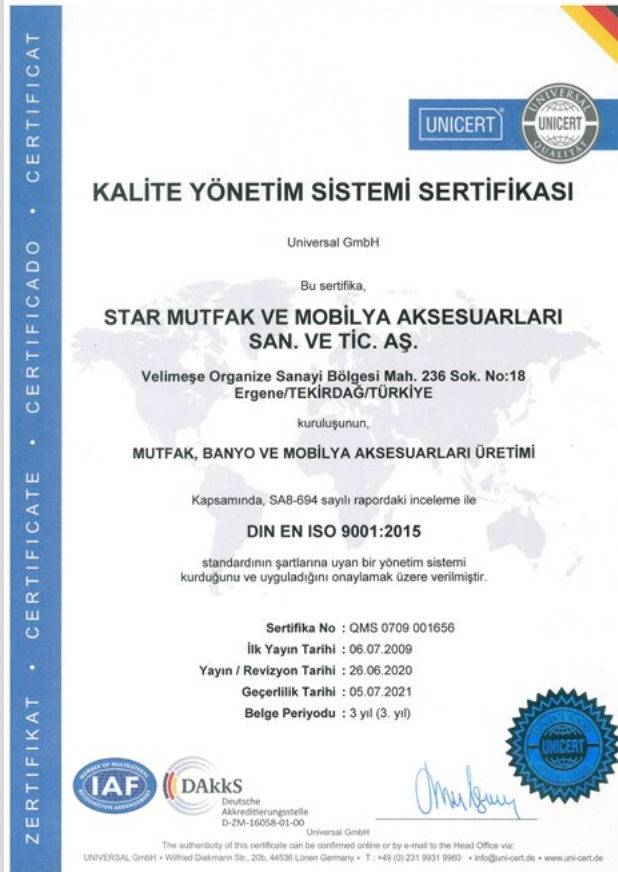 ZERTIFIKAT • CERTIFICATE • CERTIFICADO • CERTIFICAT
UNICERT
UNIVERSAL
UNICERT
QUALITÄT
KALİTE YÖNETİM SİSTEMİ SERTİFİKASI
Universal GmbH
Bu sertifika,
STAR MUTFAK VE MOBİLYA AKSESUARLARI
SAN. VE TİC. AŞ.
Velimeşe Organize Sanayi Bölgesi Mah. 236 Sok. No:18
Ergene/TEKİRDAĞ/TÜRKİYE
kuruluşunun,
MUTFAK, BANYO VE MOBİLYA AKSESUARLARI ÜRETİMİ
Kapsamında, SA8-694 sayılı rapordaki inceleme ile
DIN EN ISO 9001:2015
standardının şartlarına uyan bir yönetim sistemi
kurduğunu ve uyguladığını onaylamak üzere verilmiştir.
Sertifika No : QMS 0709 001656
İlk Yayın Tarihi : 06.07.2009
Yayın / Revizyon Tarihi : 26.06.2020
Geçerlilik Tarihi : 05.07.2021
Belge Periyodu : 3 yıl (3. yıl)
UNICERT
MEMBER OF MULTILATERAL
IAF
RECOGNITION ARRANGEMENT
DAkkS
Deutsche
Akkreditierungsstelle
D-ZM-16058-01-00
Universal GmbH
The authenticity of this certificate can be confirmed online or by e-mail to the Head Office via:
UNIVERSAL GmbH • Wilfried Diekmann Str., 20b, 44536 Lünen Germany • T : +49 (0) 231 9931 9960 • info@uni-cert.de • www.uni-cert.de